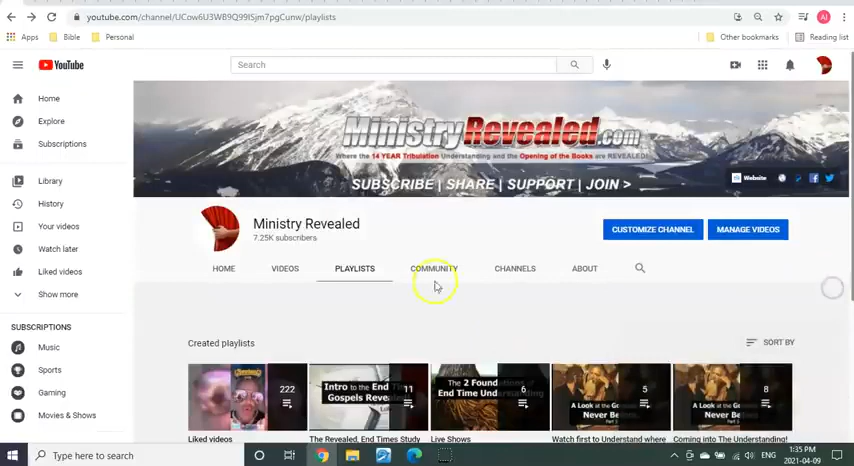 youtube.com/channel/UCow6U3WB9Q99ISjm7pgCunw/playlists
AI
Apps Bible Personal Other bookmarks Reading list
YouTube
Search
Home
Explore
Subscriptions
Library
History
Your videos
Watch later
Liked videos
Show more
SUBSCRIPTIONS
Music
Sports
Gaming
Movies & Shows
MinistryRevealed.com
Where the 14 YEAR Tribulation Understanding and the Opening of the Books are REVEALED!
SUBSCRIBE | SHARE | SUPPORT | JOIN >
Website
Ministry Revealed
7.25K subscribers
CUSTOMIZE CHANNEL MANAGE VIDEOS
HOME VIDEOS PLAYLISTS COMMUNITY CHANNELS ABOUT
Created playlists SORT BY
222
Intro to the End
Gospels Revea
11
The 2 Found
End Time Und
6
A Look at the G
Never Be
5
A Look at the G
Never Be
8
Liked videos The Revealed, End Times Study Live Shows Watch first to Understand where Coming into The Understanding!
Type here to search
ENG
1:35 PM
2021-04-09